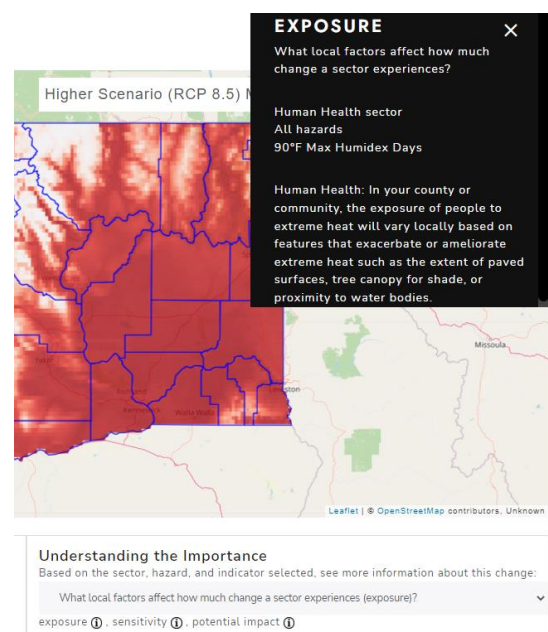 EXPOSURE
What local factors affect how much
change a sector experiences?
Human Health sector
All hazards
90°F Max Humidex Days
Human Health: In your county or
community, the exposure of people to
extreme heat will vary locally based on
features that exacerbate or ameliorate
extreme heat such as the extent of paved
surfaces, tree canopy for shade, or
proximity to water bodies.
Higher Scenario (RCP 8.5)
Missoula
Kennewick
Walla Walla
Leaflet | © OpenStreetMap contributors, Unknown
Understanding the Importance
Based on the sector, hazard, and indicator selected, see more information about this change:
What local factors affect how much change a sector experiences (exposure)?
exposure , sensitivity , potential impact